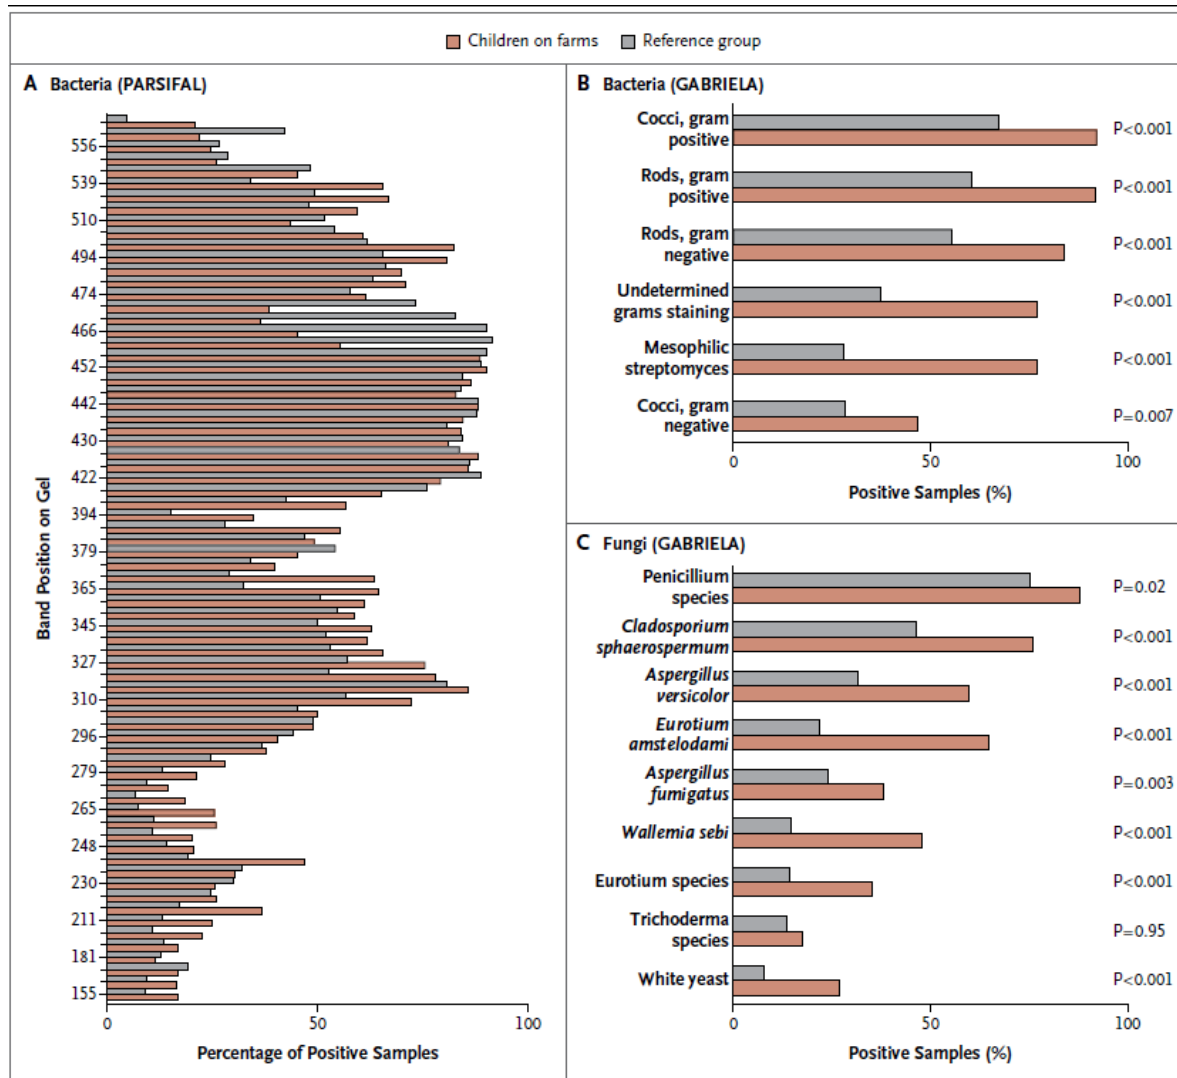 Children on farms Reference group
A Bacteria (PARSIFAL)
556
539
510
494
474
466
452
442
430
422
394
379
365
345
327
310
296
279
265
248
230
211
181
155
Band Position on Gel
0 50 100
Percentage of Positive Samples
B Bacteria (GABRIELA)
Cocci, gram
positive
P<0.001
Rods, gram
positive
P<0.001
Rods, gram
negative
P<0.001
Undetermined
grams staining
P<0.001
Mesophilic
streptomyces
P<0.001
Cocci, gram
negative
P=0.007
0 50 100
Positive Samples (%)
C Fungi (GABRIELA)
Penicillium
species
P=0.02
Cladosporium
sphaerospermum
P<0.001
Aspergillus
versicolor
P<0.001
Eurotium
amstelodami
P<0.001
Aspergillus
fumigatus
P=0.003
Wallemia sebi
P<0.001
Eurotium species
P<0.001
Trichoderma
species
P=0.95
White yeast
P<0.001
0 50 100
Positive Samples (%)